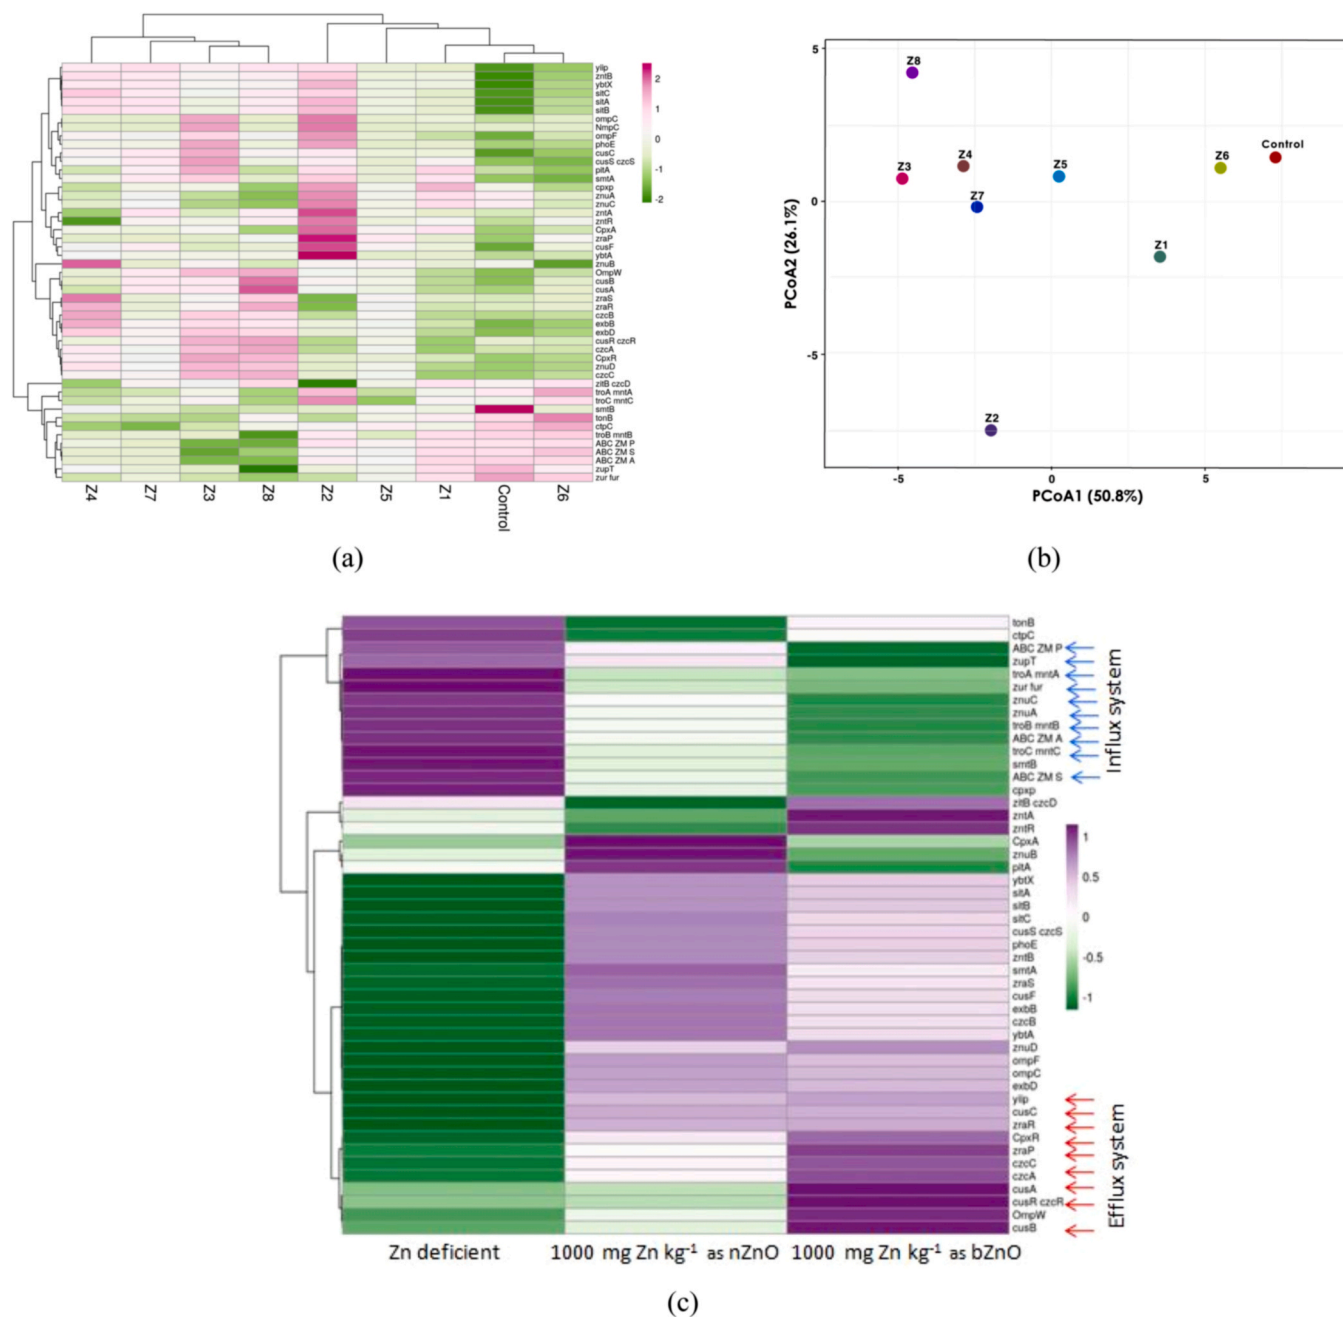 yiip
zntB
ybtX
sitC
sitA
sitB
ompC
NmpC
ompF
phoE
cusC
cusS czcS
pitA
smtA
cpxp
znuA
znuC
zntA
zntR
CpxA
zraP
cusF
ybtA
znuB
OmpW
cusB
cusA
zraS
zraR
czcB
exbB
exbD
cusR czcR
czcA
CpxR
znuD
czcC
zitB czcD
troA mntA
troC mntC
smtB
tonB
ctpC
troB mntB
ABC ZM P
ABC ZM S
ABC ZM A
zupT
zur fur
2
1
0
-1
-2
Z4 Z7 Z3 Z8 Z2 Z5 Z1 Control Z6
(a)
5
0
-5
PCoA2 (26.1%)
Z8
Z3
Z4
Z7
Z5
Z6
Control
Z1
Z2
-5 0 5
PCoA1 (50.8%)
(b)
tonB
ctpC
ABC ZM P
zupT
troA mntA
zur fur
znuC
znuA
troB mntB
ABC ZM A
troC mntC
smtB
ABC ZM S
cpxp
zitB czcD
zntA
zntR
CpxA
znuB
pitA
ybtX
sitA
sitB
sitC
cusS czcS
phoE
zntB
smtA
zraS
cusF
exbB
czcB
ybtA
znuD
ompF
ompC
exbD
yiip
cusC
zraR
CpxR
zraP
czcC
czcA
cusA
cusR czcR
OmpW
cusB
Influx system
1
0.5
0
-0.5
-1
Efflux system
Zn deficient
1000 mg Zn kg⁻¹ as nZnO
1000 mg Zn kg⁻¹ as bZnO
(c)